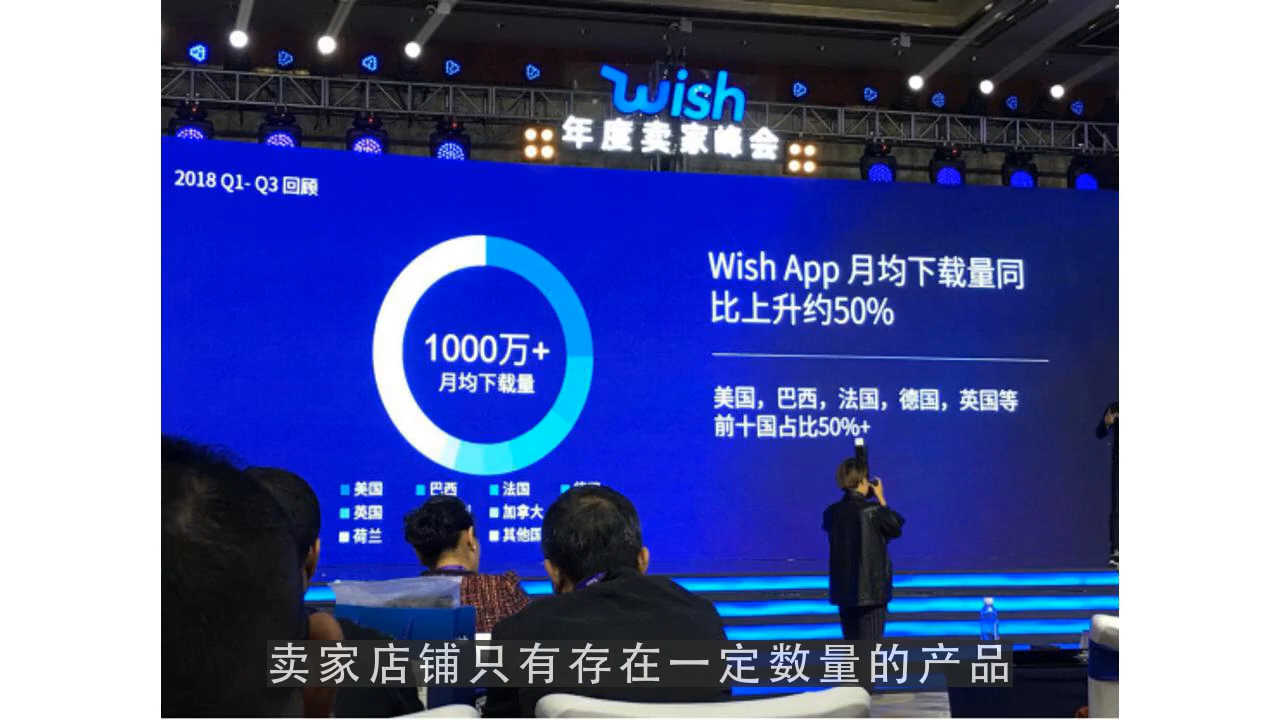 wish
年度卖家峰会
2018 Q1- Q3 回顾
1000万+
月均下载量
Wish App 月均下载量同
比上升约50%
美国，巴西，法国，德国，英国等
前十国占比50%+
美国 巴西 法国
英国 加拿大
荷兰 其他国
卖家店铺只有存在一定数量的产品